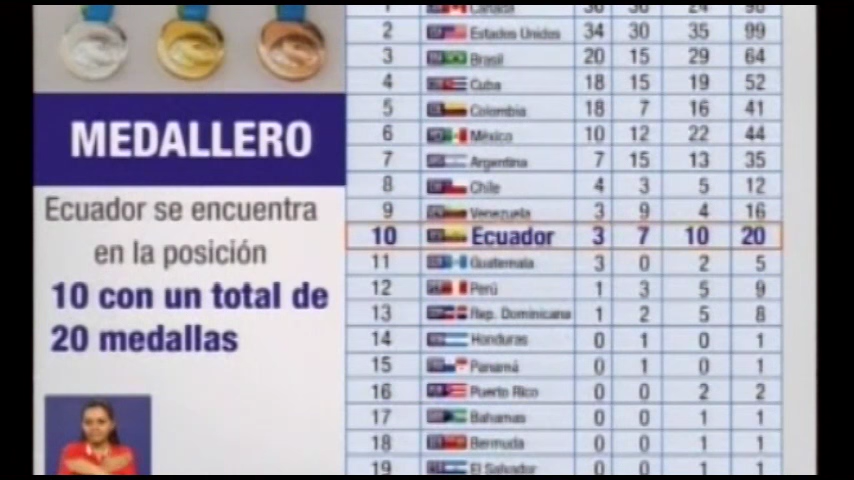 MEDALLERO
Ecuador se encuentra
en la posición
10 con un total de
20 medallas
1 Canada
2 Estados Unidos 34 30 35 99
3 Brasil 20 15 29 64
4 Cuba 18 15 19 52
5 Colombia 18 7 16 41
6 México 10 12 22 44
7 Argentina 7 15 13 35
8 Chile 4 3 5 12
9 Venezuela 3 9 4 16
10 Ecuador 3 7 10 20
11 Guatemala 3 0 2 5
12 Perú 1 3 5 9
13 Rep. Dominicana 1 2 5 8
14 Honduras 0 1 0 1
15 Panamá 0 1 0 1
16 Puerto Rico 0 0 2 2
17 Bahamas 0 0 1 1
18 Bermuda 0 0 1 1
19 El Salvador 0 0 1 1